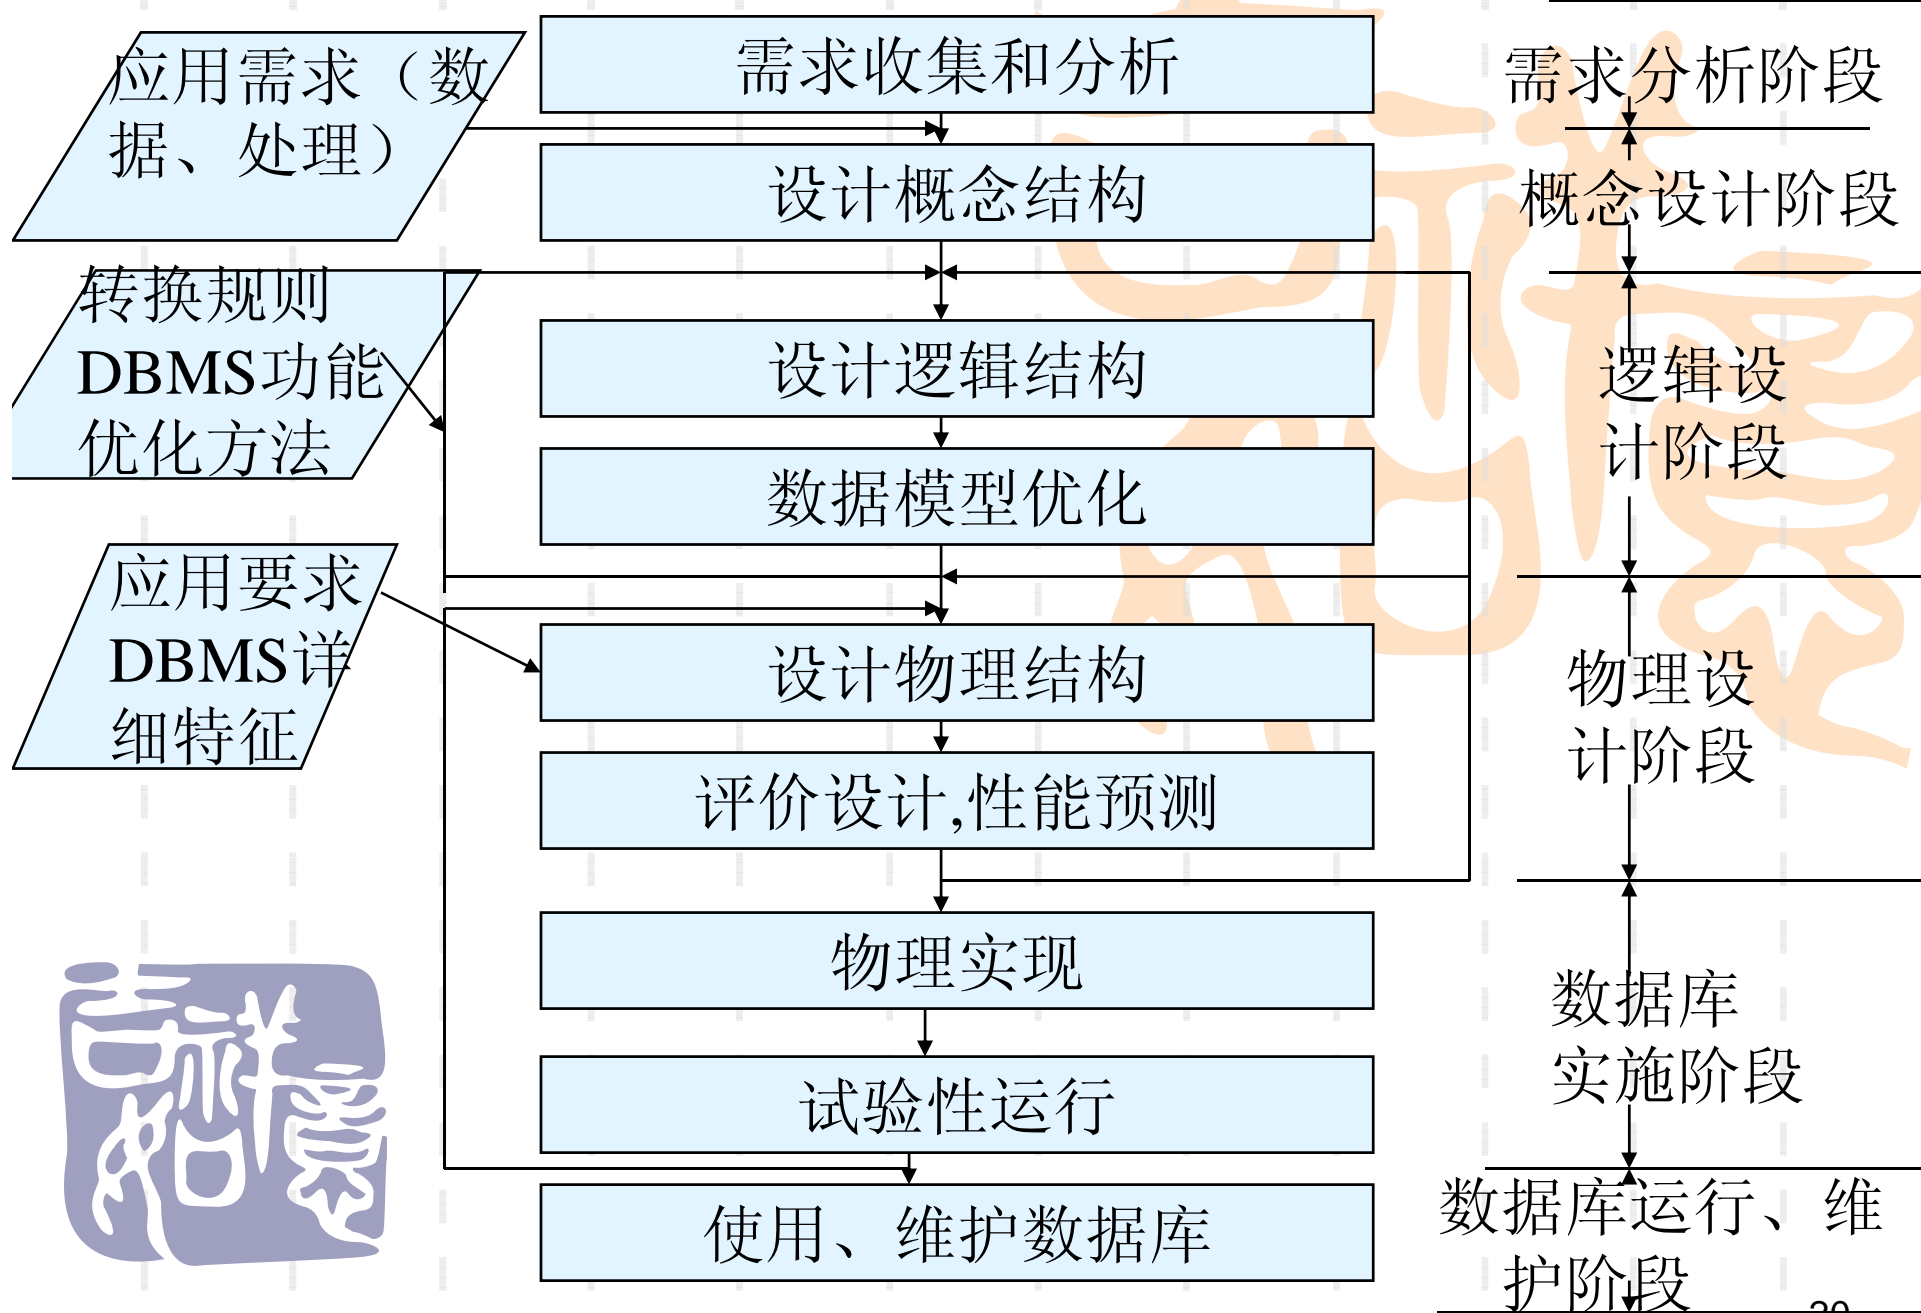 应用需求（数
据、处理）
需求收集和分析
需求分析阶段
设计概念结构
概念设计阶段
转换规则
DBMS功能
优化方法
设计逻辑结构
逻辑设
计阶段
数据模型优化
应用要求
DBMS详
细特征
设计物理结构
物理设
计阶段
评价设计,性能预测
物理实现
数据库
实施阶段
试验性运行
使用、维护数据库
数据库运行、维
护阶段